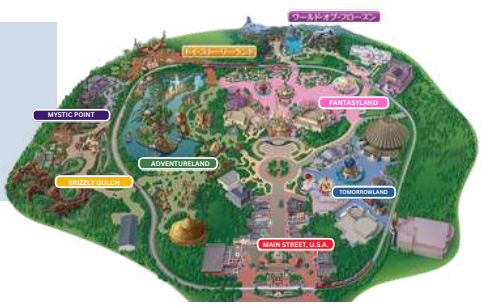 ワールド・オブ・フローズン
トイ・ストーリーランド
FANTASYLAND
MYSTIC POINT
ADVENTURELAND
GRIZZLY GULCH
TOMORROWLAND
MAIN STREET, U.S.A.